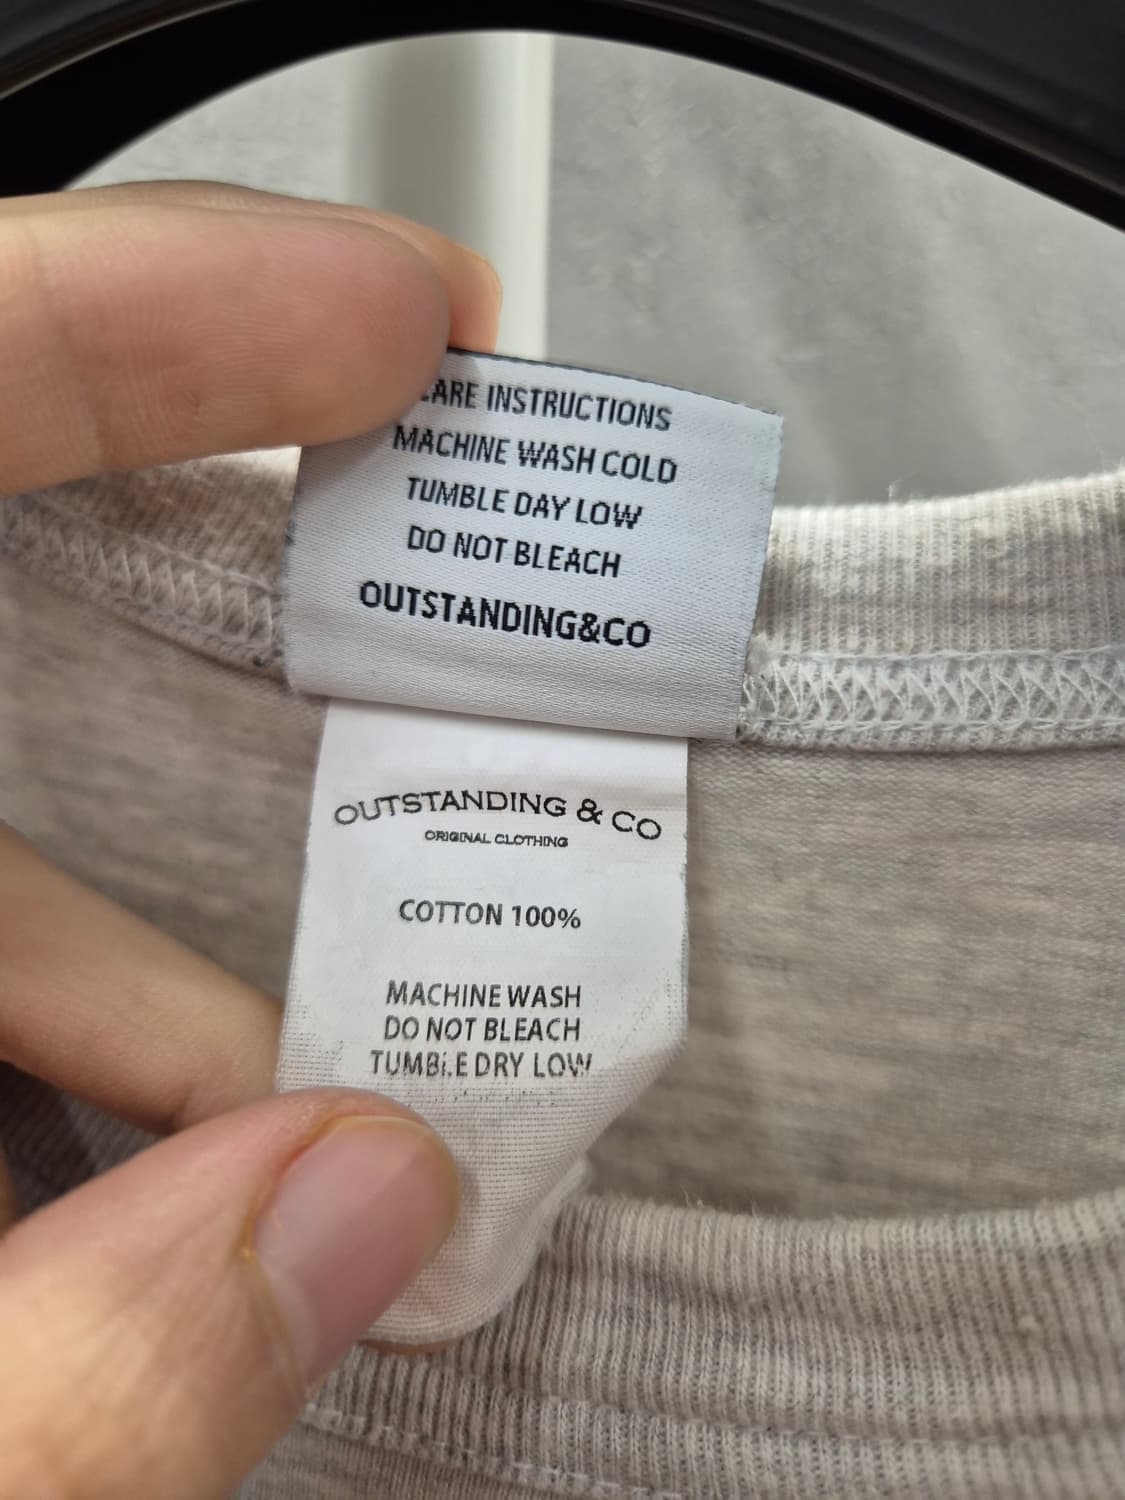 CARE INSTRUCTIONS
MACHINE WASH COLD
TUMBLE DAY LOW
DO NOT BLEACH
OUTSTANDING&CO
OUTSTANDING & CO
ORIGINAL CLOTHING
COTTON 100%
MACHINE WASH
DO NOT BLEACH
TUMBLE DRY LOW